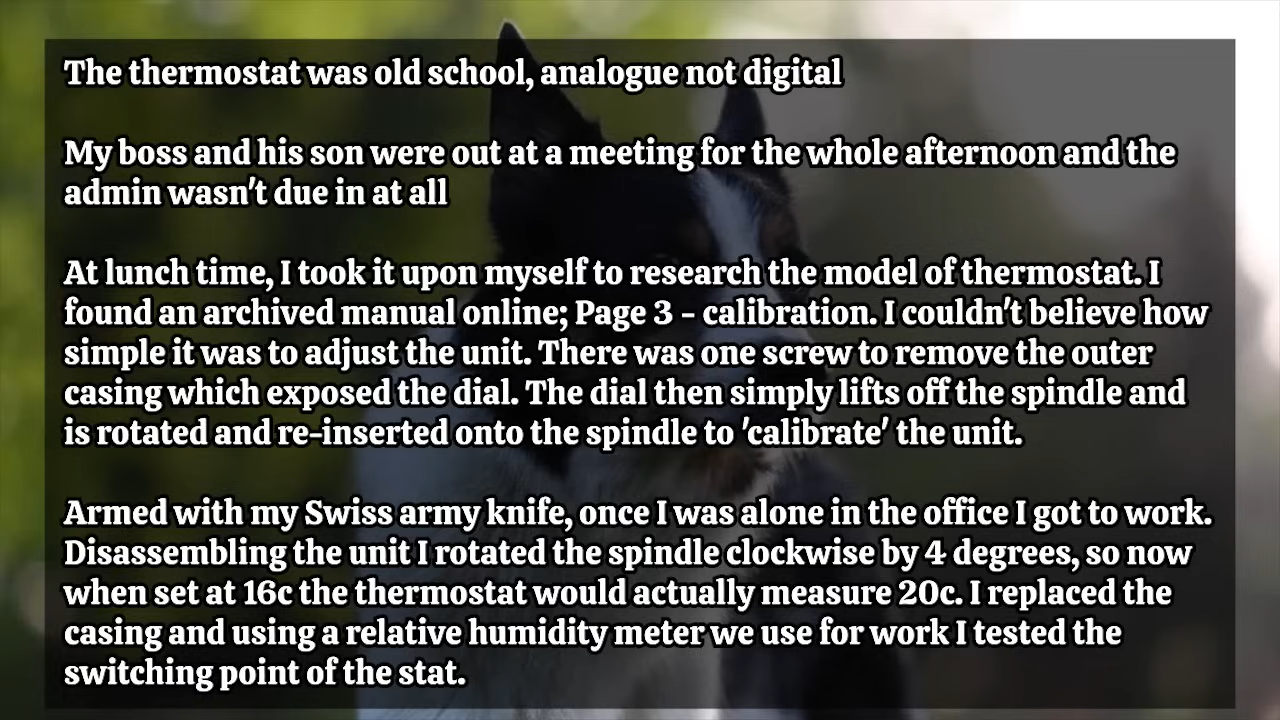 The thermostat was old school, analogue not digital
My boss and his son were out at a meeting for the whole afternoon and the
admin wasn't due in at all
At lunch time, I took it upon myself to research the model of thermostat. I
found an archived manual online; Page 3 - calibration. I couldn't believe how
simple it was to adjust the unit. There was one screw to remove the outer
casing which exposed the dial. The dial then simply lifts off the spindle and
is rotated and re-inserted onto the spindle to 'calibrate' the unit.
Armed with my Swiss army knife, once I was alone in the office I got to work.
Disassembling the unit I rotated the spindle clockwise by 4 degrees, so now
when set at 16c the thermostat would actually measure 20c. I replaced the
casing and using a relative humidity meter we use for work I tested the
switching point of the stat.